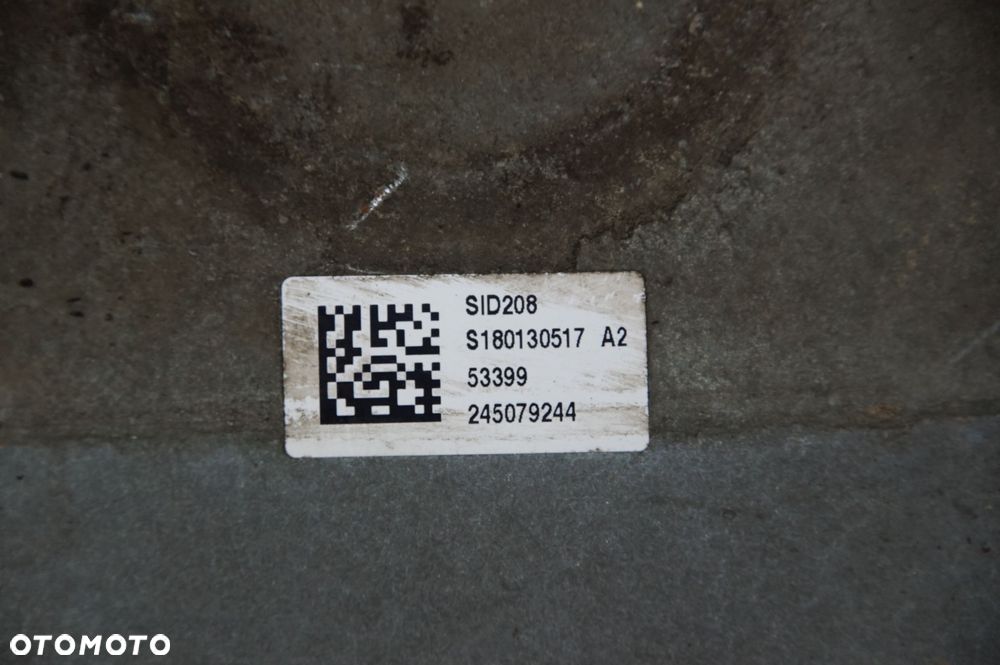 SID208
S180130517 A2
53399
245079244
OTOMOTO